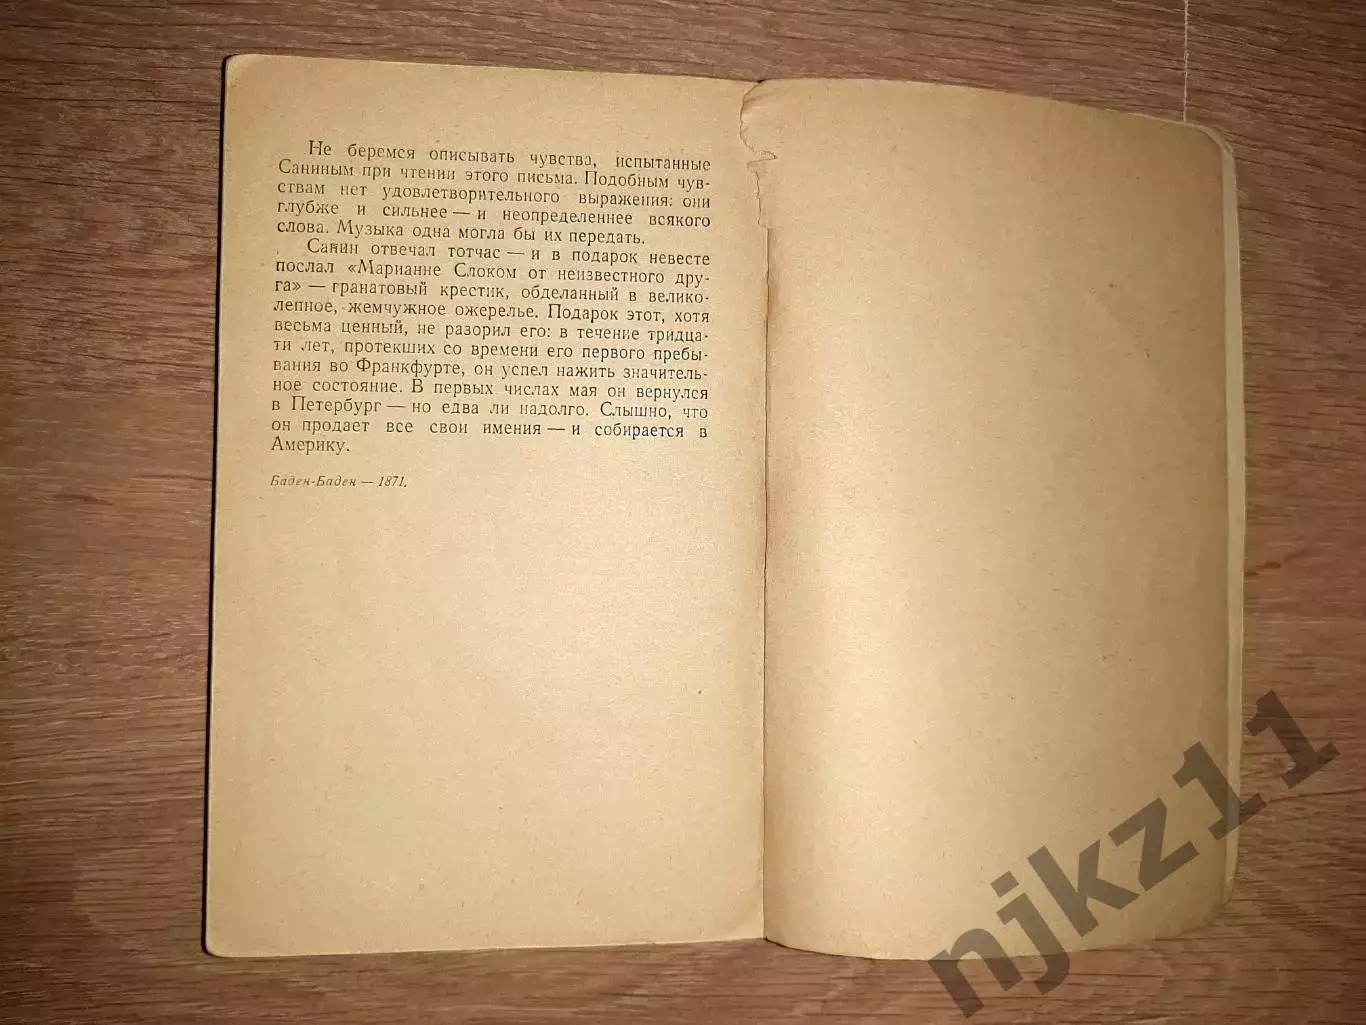 Не беремся описывать чувства, испытанные
Саниным при чтении этого письма. Подобным чув-
ствам нет удовлетворительного выражения: они
глубже и сильнее — и неопределеннее всякого
слова. Музыка одна могла бы их передать.
Санин отвечал тотчас — и в подарок невесте
послал «Марианне Слоком от неизвестного дру-
га» — гранатовый крестик, обделанный в велико-
лепное, жемчужное ожерелье. Подарок этот, хотя
весьма ценный, не разорил его: в течение тридца-
ти лет, протекших со времени его первого пребы-
вания во Франкфурте, он успел нажить значитель-
ное состояние. В первых числах мая он вернулся
в Петербург — но едва ли надолго. Слышно, что
он продает все свои имения — и собирается в
Америку.
Баден-Баден — 1871.
njkz11